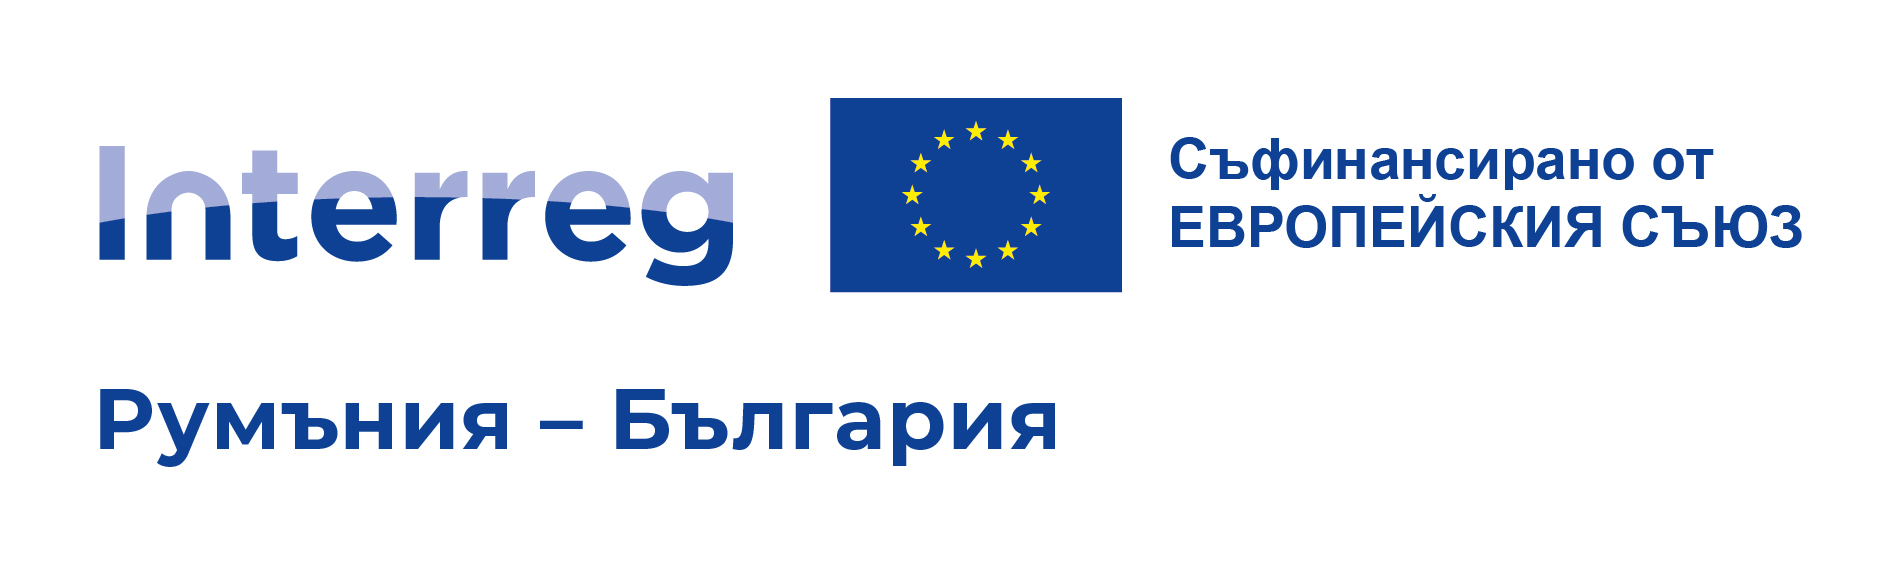 Interreg
Съфинансирано от
ЕВРОПЕЙСКИЯ СЪЮЗ
Румъния – България